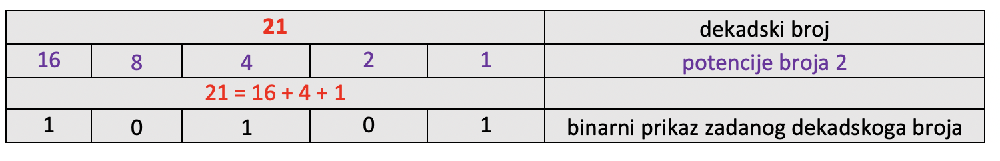 21 dekadski broj
16 8 4 2 1 potencije broja 2
21 = 16 + 4 + 1
1 0 1 0 1 binarni prikaz zadanog dekadskoga broja